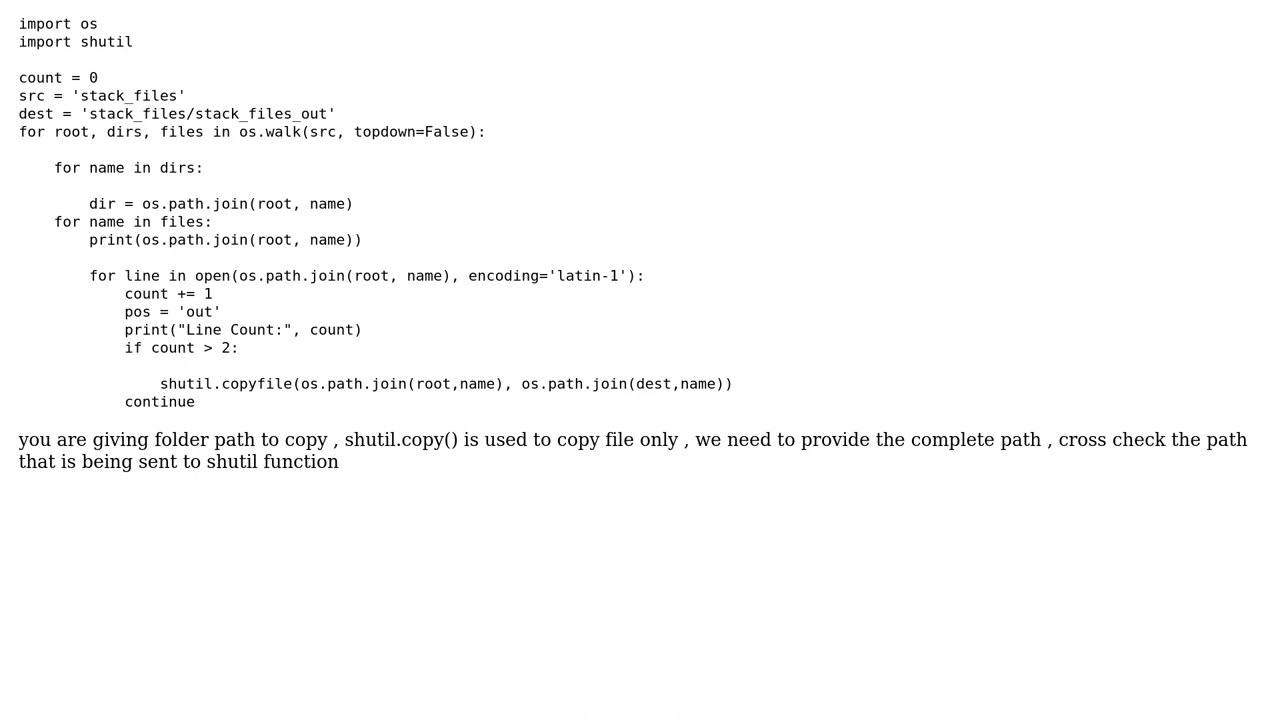 import os
import shutil

count = 0
src = 'stack_files'
dest = 'stack_files/stack_files_out'
for root, dirs, files in os.walk(src, topdown=False):

    for name in dirs:

        dir = os.path.join(root, name)
    for name in files:
        print(os.path.join(root, name))

        for line in open(os.path.join(root, name), encoding='latin-1'):
            count += 1
            pos = 'out'
            print("Line Count:", count)
            if count > 2:

                shutil.copyfile(os.path.join(root,name), os.path.join(dest,name))
            continue

you are giving folder path to copy , shutil.copy() is used to copy file only , we need to provide the complete path , cross check the path
that is being sent to shutil function